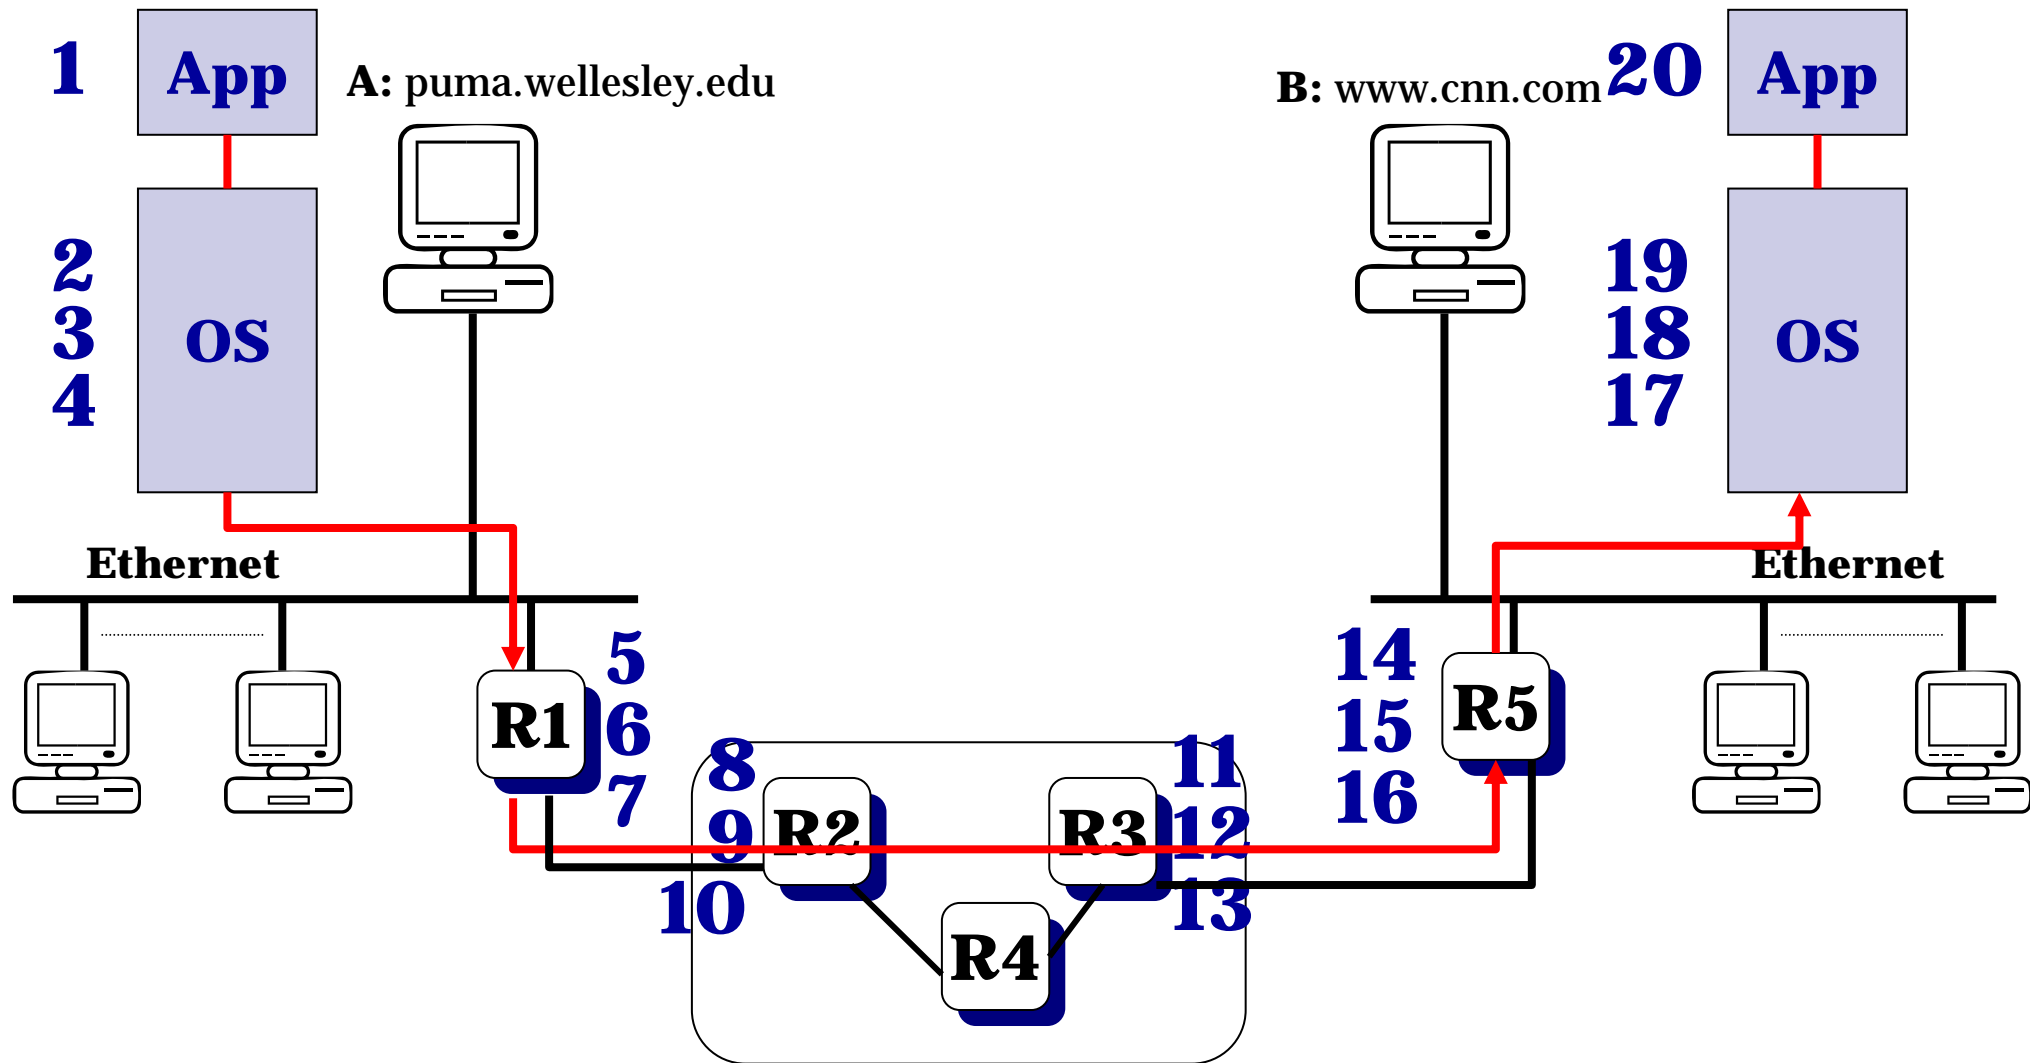 1
App
A: puma.wellesley.edu
B: www.cnn.com
20
App
2
3
4
OS
19
18
17
OS
Ethernet
Ethernet
R1
5
6
7
14
15
16
R5
8
9
10
R2
R3
11
12
13
R4